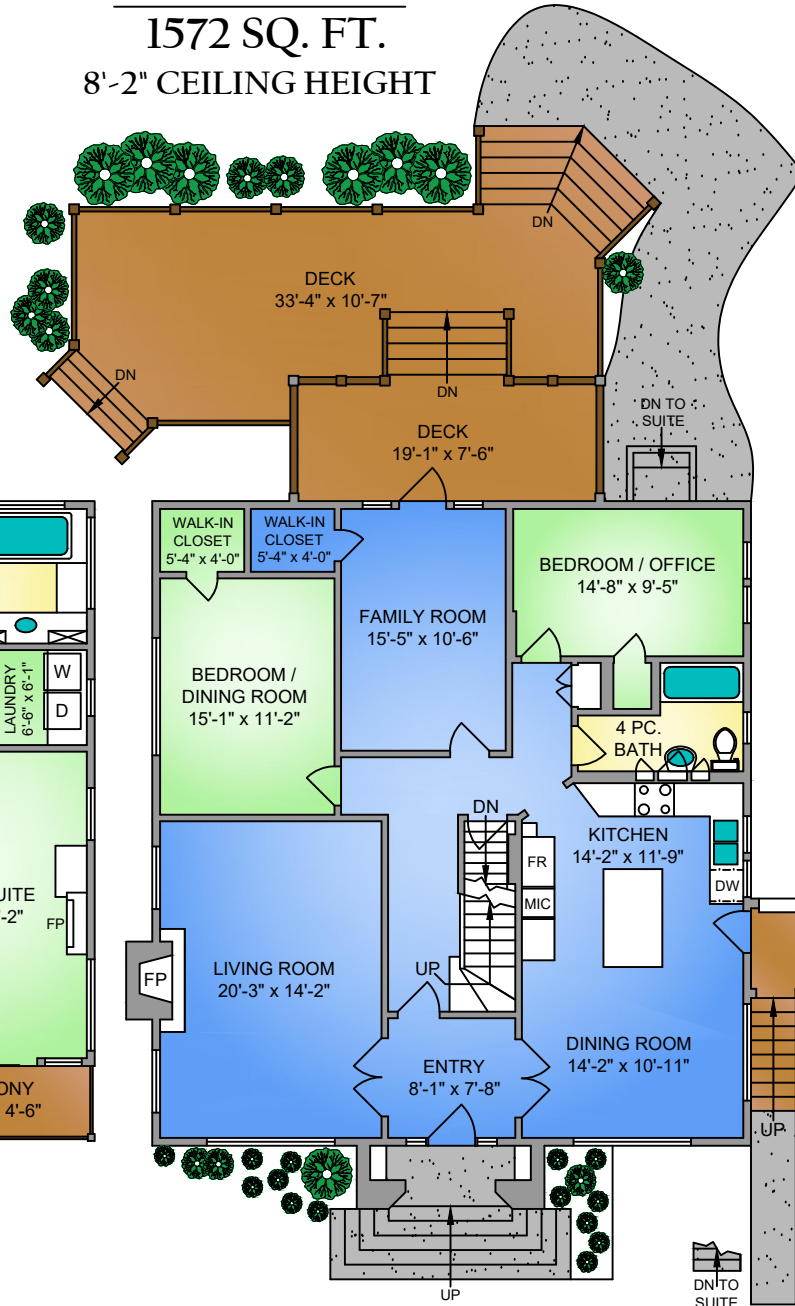 1572 SQ. FT.
8'-2" CEILING HEIGHT
DN
DECK
33'-4" x 10'-7"
DN
DN
DN TO
SUITE
DECK
19'-1" x 7'-6"
WALK-IN
CLOSET
5'-4" x 4'-0"
WALK-IN
CLOSET
5'-4" x 4'-0"
BEDROOM / OFFICE
14'-8" x 9'-5"
FAMILY ROOM
15'-5" x 10'-6"
BEDROOM /
DINING ROOM
15'-1" x 11'-2"
LAUNDRY
6'-6" x 6'-1"
W
D
4 PC.
BATH
DN
KITCHEN
14'-2" x 11'-9"
FR
MIC
DW
UITE
-2"
FP
FP
LIVING ROOM
20'-3" x 14'-2"
UP
ENTRY
8'-1" x 7'-8"
DINING ROOM
14'-2" x 10'-11"
ONY
4'-6"
UP
UP
DN TO
SUITE